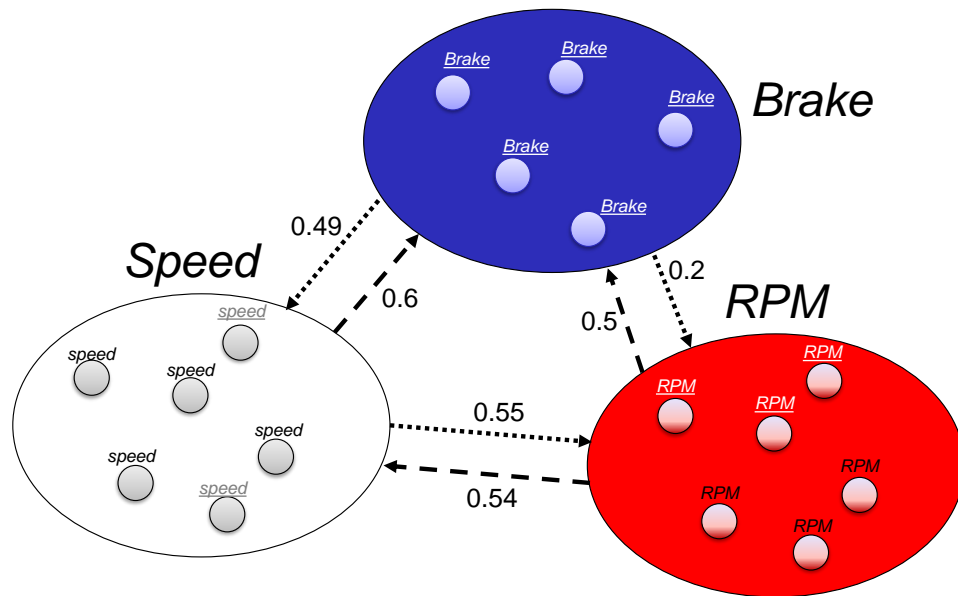 Brake
Brake
Brake
Brake
Brake
Brake
0.49
0.6
0.2
0.5
Speed
speed
speed
speed
speed
speed
speed
RPM
RPM
RPM
RPM
RPM
RPM
RPM
0.55
0.54